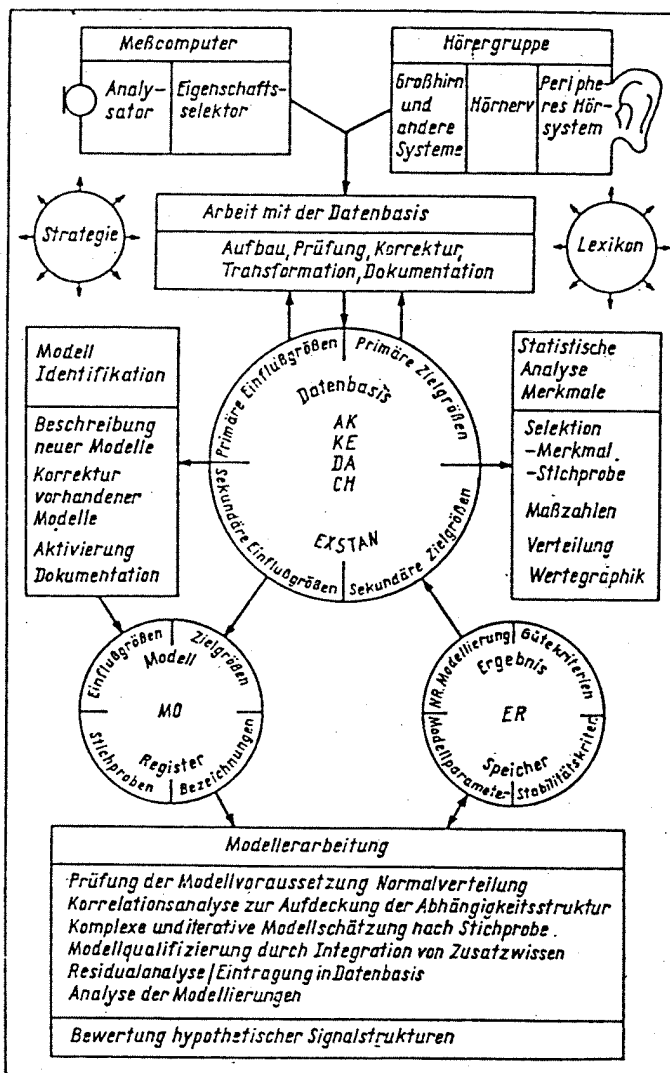 Meßcomputer
Analy-
sator
Eigenschafts-
selektor
Hörergruppe
Großhirn
und
andere
Systeme
Hörnerv
Periphe-
res Hör-
system
Arbeit mit der Datenbasis
Aufbau, Prüfung, Korrektur,
Transformation, Dokumentation
Strategie
Lexikon
Modell
Identifikation
Beschreibung
neuer Modelle
Korrektur
vorhandener
Modelle
Aktivierung
Dokumentation
Primäre Einflußgrößen
Primäre Zielgrößen
Sekundäre Einflußgrößen
Sekundäre Zielgrößen
Datenbasis
AK
KE
DA
CH
EXSTAN
Statistische
Analyse
Merkmale
Selektion
-Merkmal
-Stichprobe
Maßzahlen
Verteilung
Wertegraphik
Einflußgrößen
Zielgrößen
Stichproben
Bezeichnungen
Modell
MO
Register
NR. Modellierung
Gütekriterien
Modellparameter
Stabilitätskriter.
Ergebnis
ER
Speicher
Modellerarbeitung
Prüfung der Modellvoraussetzung Normalverteilung
Korrelationsanalyse zur Aufdeckung der Abhängigkeitsstruktur
Komplexe und iterative Modellschätzung nach Stichprobe.
Modellqualifizierung durch Integration von Zusatzwissen
Residualanalyse/Eintragung in Datenbasis
Analyse der Modellierungen
Bewertung hypothetischer Signalstrukturen